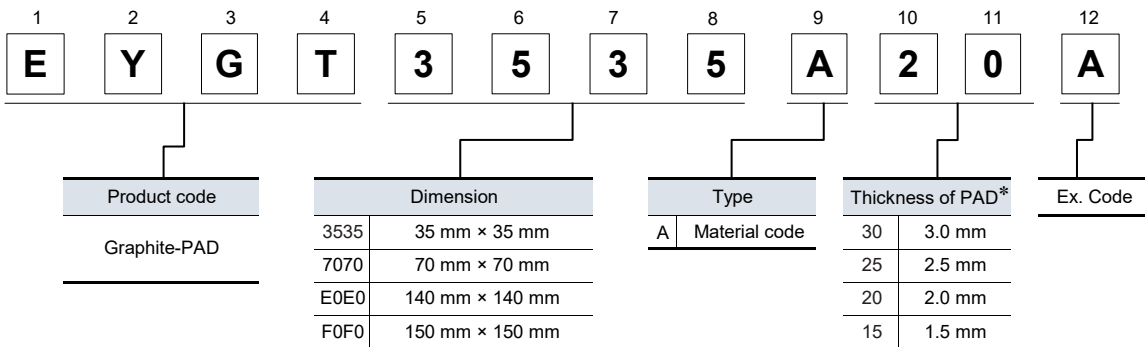 1 2 3 4 5 6 7 8 9 10 11 12
E Y G T 3 5 3 5 A 2 0 A
Product code
Graphite-PAD
Dimension
3535 35 mm × 35 mm
7070 70 mm × 70 mm
E0E0 140 mm × 140 mm
F0F0 150 mm × 150 mm
Type
A Material code
Thickness of PAD*
30 3.0 mm
25 2.5 mm
20 2.0 mm
15 1.5 mm
Ex. Code